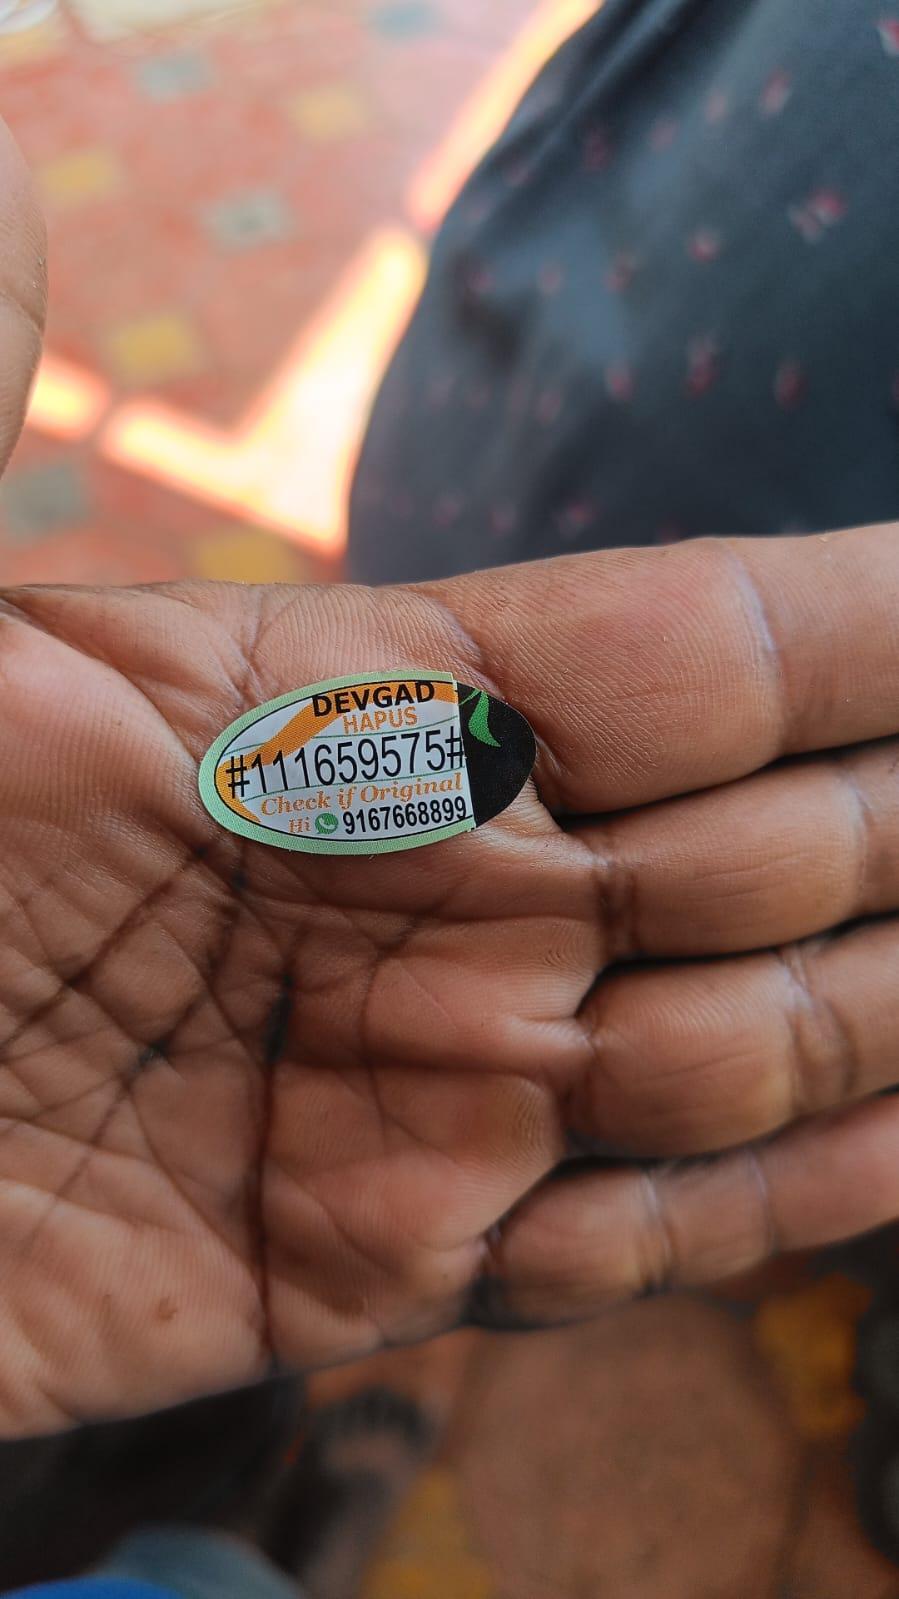 DEVGAD
HAPUS
#111659575#
Check if Original
Hi 9167668899